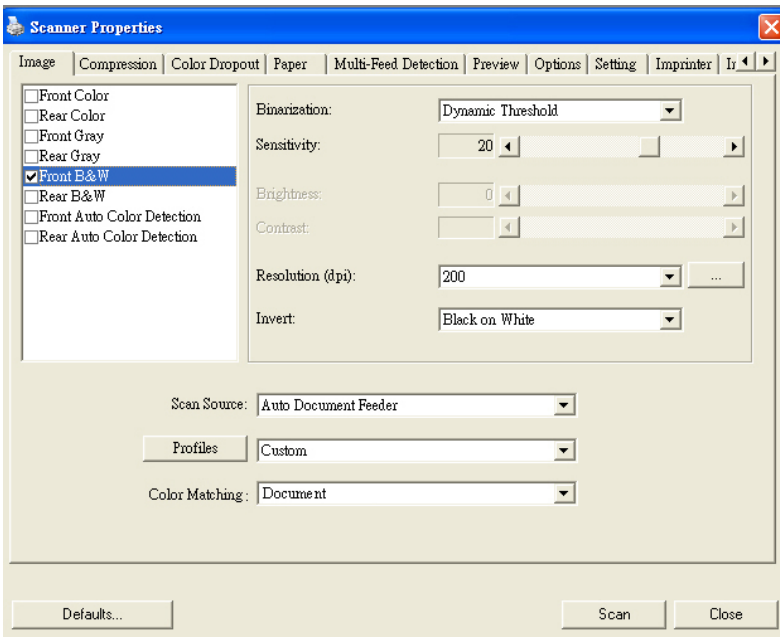 Scanner Properties
Image Compression Color Dropout Paper Multi-Feed Detection Preview Options Setting Imprinter
Front Color
Rear Color
Front Gray
Rear Gray
Front B&W
Rear B&W
Front Auto Color Detection
Rear Auto Color Detection
Binarization: Dynamic Threshold
Sensitivity: 20
Brightness: 0
Contrast:
Resolution (dpi): 200 ...
Invert: Black on White
Scan Source: Auto Document Feeder
Profiles Custom
Color Matching: Document
Defaults... Scan Close